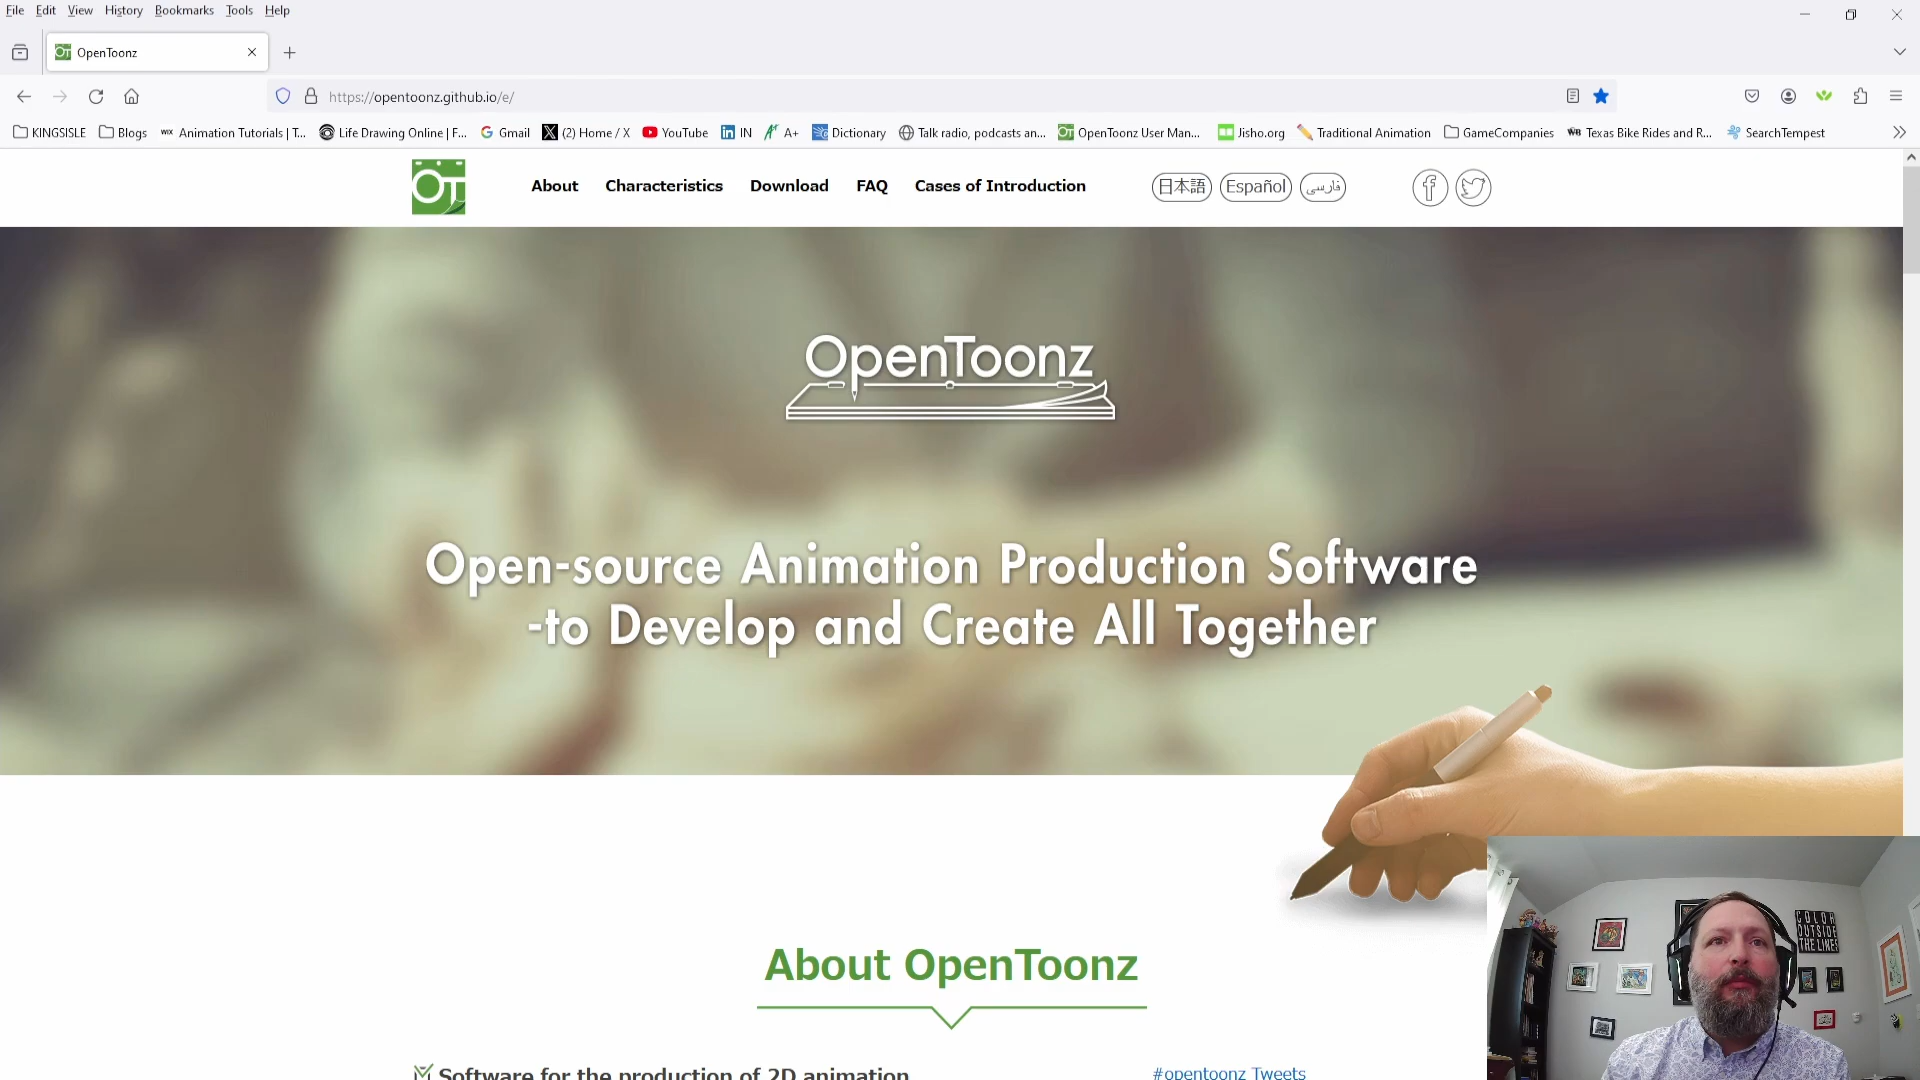 File Edit View History Bookmarks Tools Help
OpenToonz
https://opentoonz.github.io/e/
KINGSISLE Blogs WIX Animation Tutorials | T... Life Drawing Online | F... Gmail (2) Home / X YouTube IN A+ Dictionary Talk radio, podcasts an... OpenToonz User Man... Jisho.org Traditional Animation GameCompanies Texas Bike Rides and R... SearchTempest
OT About Characteristics Download FAQ Cases of Introduction 日本語 Español فارسی
OpenToonz
Open-source Animation Production Software
-to Develop and Create All Together
COLOR
OUTSIDE
THE LINES
About OpenToonz
Software for the production of 2D animation
#opentoonz Tweets